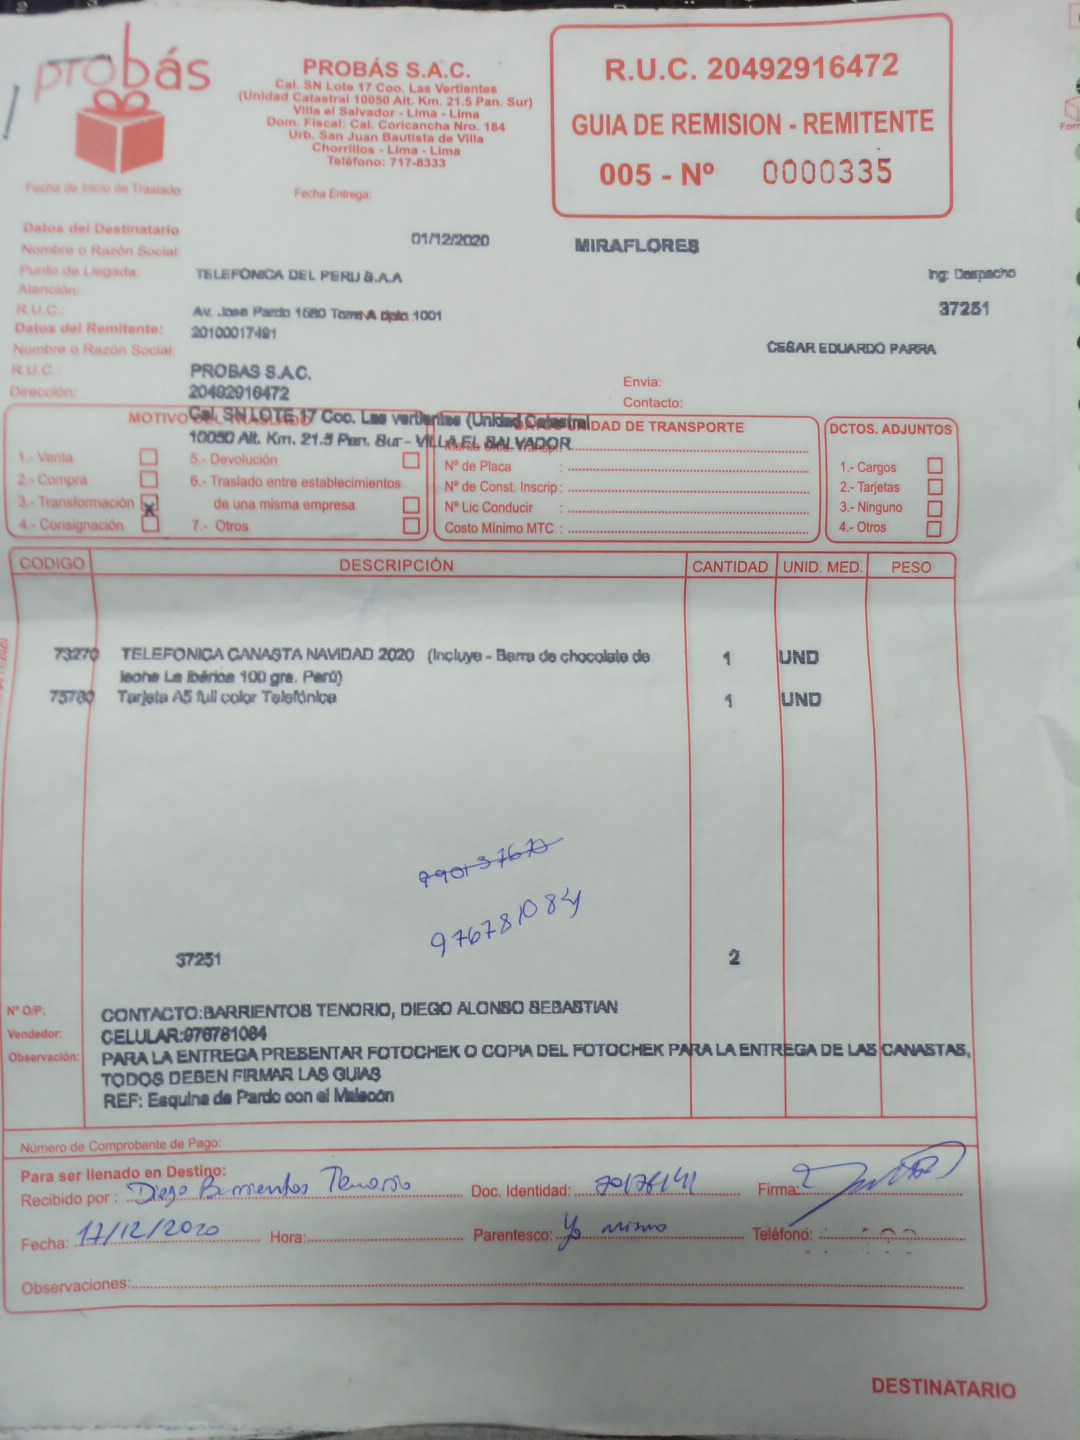 probás
PROBÁS S.A.C.
Cal. SN Lote 17 Coo. Las Vertientes
(Unidad Catastral 10050 Alt. Km. 21.5 Pan. Sur)
Villa el Salvador - Lima - Lima
Dom. Fiscal: Cal. Coricancha Nro. 184
Urb. San Juan Bautista de Villa
Chorrillos - Lima - Lima
Teléfono: 717-8333
R.U.C. 20492916472
GUIA DE REMISION - REMITENTE
005 - Nº 0000335
Fecha de Inicio de Traslado:
Fecha Entrega:
Datos del Destinatario
01/12/2020
MIRAFLORES
Nombre o Razón Social:
Punto de Llegada:
TELEFONICA DEL PERU S.A.A
Ing: Despacho
Atención:
R.U.C.:
Av. Jose Pardo 1580 Torre A dpto 1001
37251
Datos del Remitente:
20100017491
Nombre o Razón Social:
CESAR EDUARDO PARRA
R.U.C.:
PROBAS S.A.C.
Envia:
Dirección:
20492916472
Contacto:
MOTIVO DEL TRASLADO
Cal. SN LOTE 17 Coo. Las vertientes (Unidad Catastral
10050 Alt. Km. 21.5 Pan. Sur - VILLA EL SALVADOR
1.- Venta
2.- Compra
3.- Transformación X
4.- Consignación
5.- Devolución
6.- Traslado entre establecimientos
de una misma empresa
7.- Otros
UNIDAD DE TRANSPORTE
Nº de Placa :
Nº de Const. Inscrip :
Nº Lic Conducir :
Costo Minimo MTC :
DCTOS. ADJUNTOS
1.- Cargos
2.- Tarjetas
3.- Ninguno
4.- Otros
CODIGO DESCRIPCIÓN CANTIDAD UNID. MED. PESO
73270 TELEFONICA CANASTA NAVIDAD 2020 (Incluye - Barra de chocolate de 1 UND
leche La Ibérica 100 grs. Perú)
75780 Tarjeta A5 full color Telefónica 1 UND
976781084
37251 2
Nº O/P:
CONTACTO:BARRIENTOS TENORIO, DIEGO ALONSO SEBASTIAN
Vendedor:
CELULAR:976781084
Observación:
PARA LA ENTREGA PRESENTAR FOTOCHEK O COPIA DEL FOTOCHEK PARA LA ENTREGA DE LAS CANASTAS,
TODOS DEBEN FIRMAR LAS GUIAS
REF: Esquina de Pardo con el Malecón
Número de Comprobante de Pago:
Para ser llenado en Destino:
Recibido por : Diego Barrientos Tenorio Doc. Identidad: 70176141 Firma:
Fecha: 17/12/2020 Hora: Parentesco: Yo mismo Teléfono:
Observaciones:
DESTINATARIO